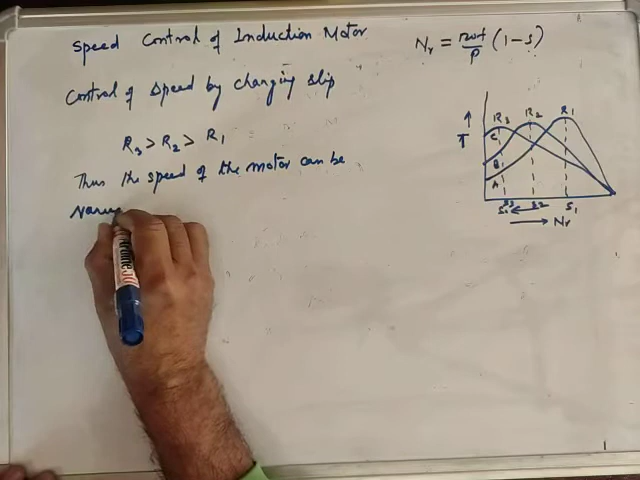 Speed Control of Induction Motor
Nr = 120f/P (1-s)
Control of speed by changing slip
R3 > R2 > R1
Thus the speed of the motor can be
R3 R2 R1
T
C
B
A
S3 S2 S1
Nr